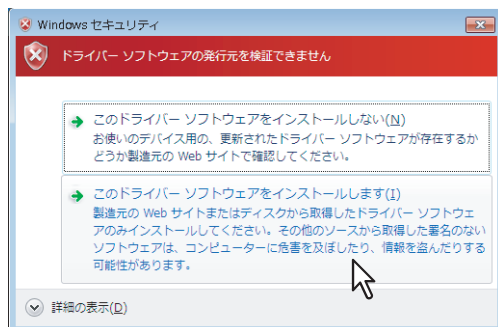 Windows セキュリティ
ドライバー ソフトウェアの発行元を検証できません
このドライバー ソフトウェアをインストールしない(N)
お使いのデバイス用の、更新されたドライバー ソフトウェアが存在するか
どうか製造元の Web サイトで確認してください。
このドライバー ソフトウェアをインストールします(I)
製造元の Web サイトまたはディスクから取得したドライバー ソフトウェ
アのみインストールしてください。その他のソースから取得した署名のない
ソフトウェアは、コンピューターに危害を及ぼしたり、情報を盗んだりする
可能性があります。
詳細の表示(D)